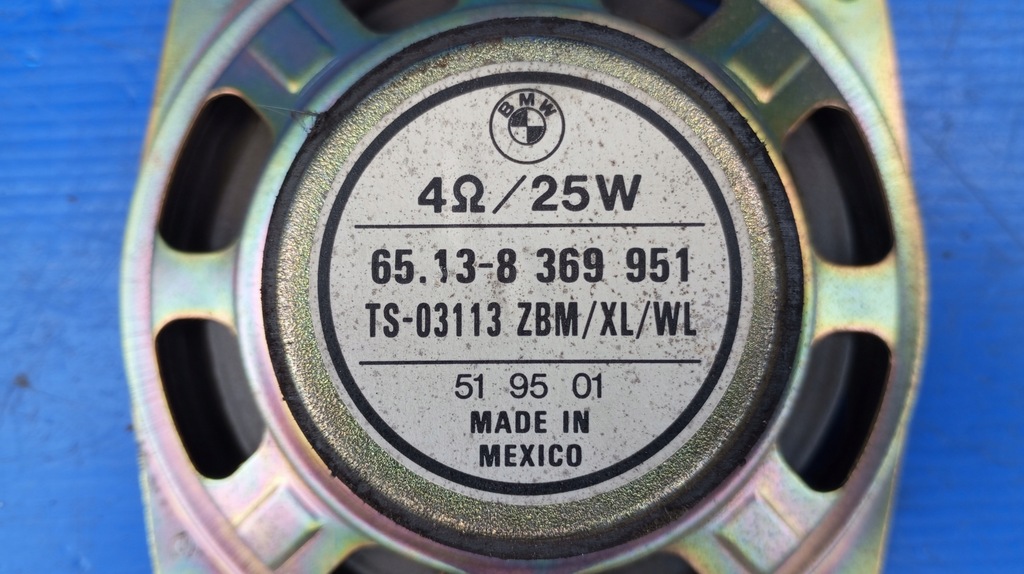 BMW
4Ω/25W
65.13-8 369 951
TS-03113 ZBM/XL/WL
51 95 01
MADE IN
MEXICO